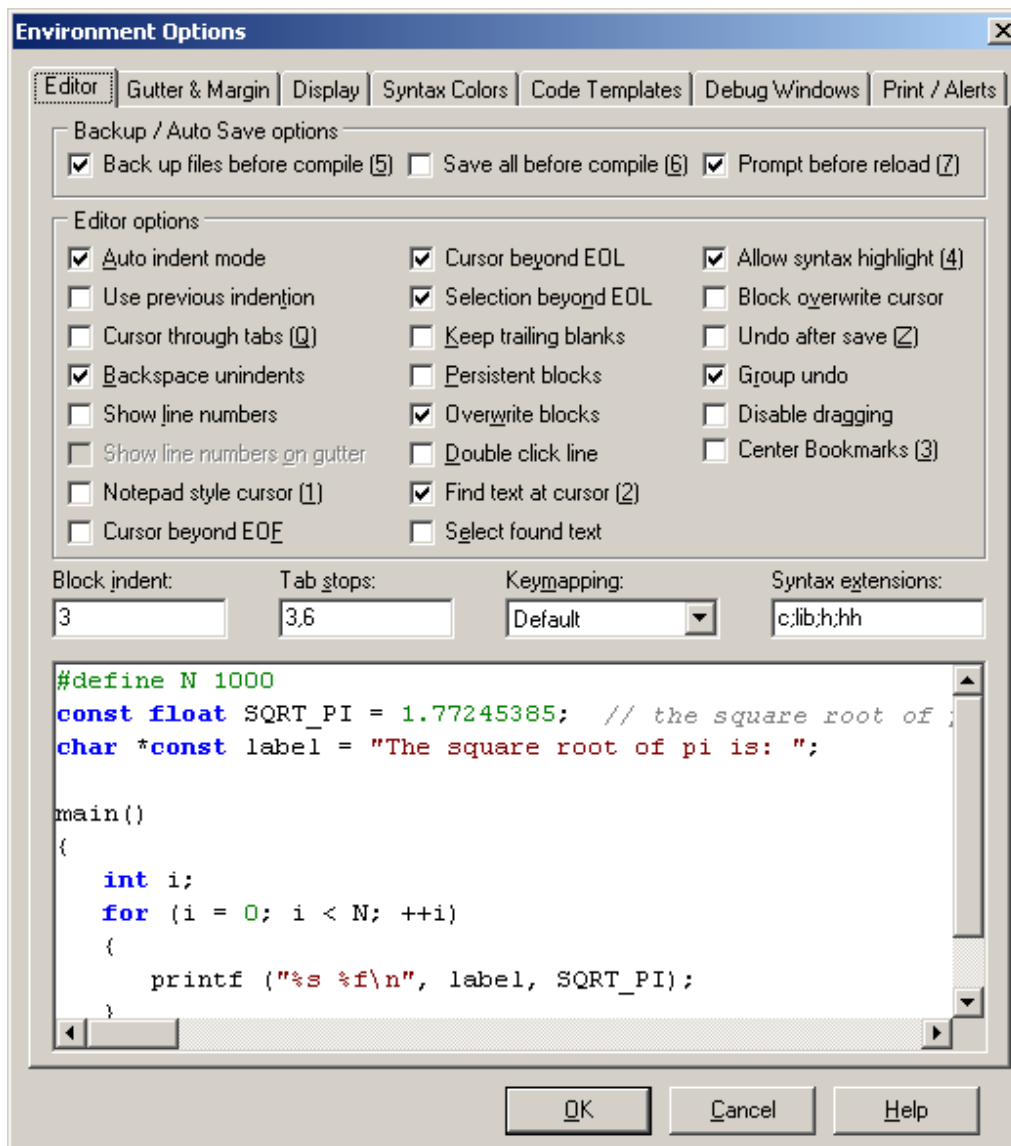 Environment Options
Editor Gutter & Margin Display Syntax Colors Code Templates Debug Windows Print / Alerts
Backup / Auto Save options
Back up files before compile (5) Save all before compile (6) Prompt before reload (7)
Editor options
Auto indent mode Cursor beyond EOL Allow syntax highlight (4)
Use previous indention Selection beyond EOL Block overwrite cursor
Cursor through tabs (Q) Keep trailing blanks Undo after save (Z)
Backspace unindents Persistent blocks Group undo
Show line numbers Overwrite blocks Disable dragging
Show line numbers on gutter Double click line Center Bookmarks (3)
Notepad style cursor (1) Find text at cursor (2)
Cursor beyond EOF Select found text
Block indent: Tab stops: Keymapping: Syntax extensions:
3 3,6 Default c;lib;h;hh
#define N 1000
const float SQRT_PI = 1.77245385; // the square root of
char *const label = "The square root of pi is: ";
main()
{
int i;
for (i = 0; i < N; ++i)
{
printf ("%s %f\n", label, SQRT_PI);
}
OK Cancel Help